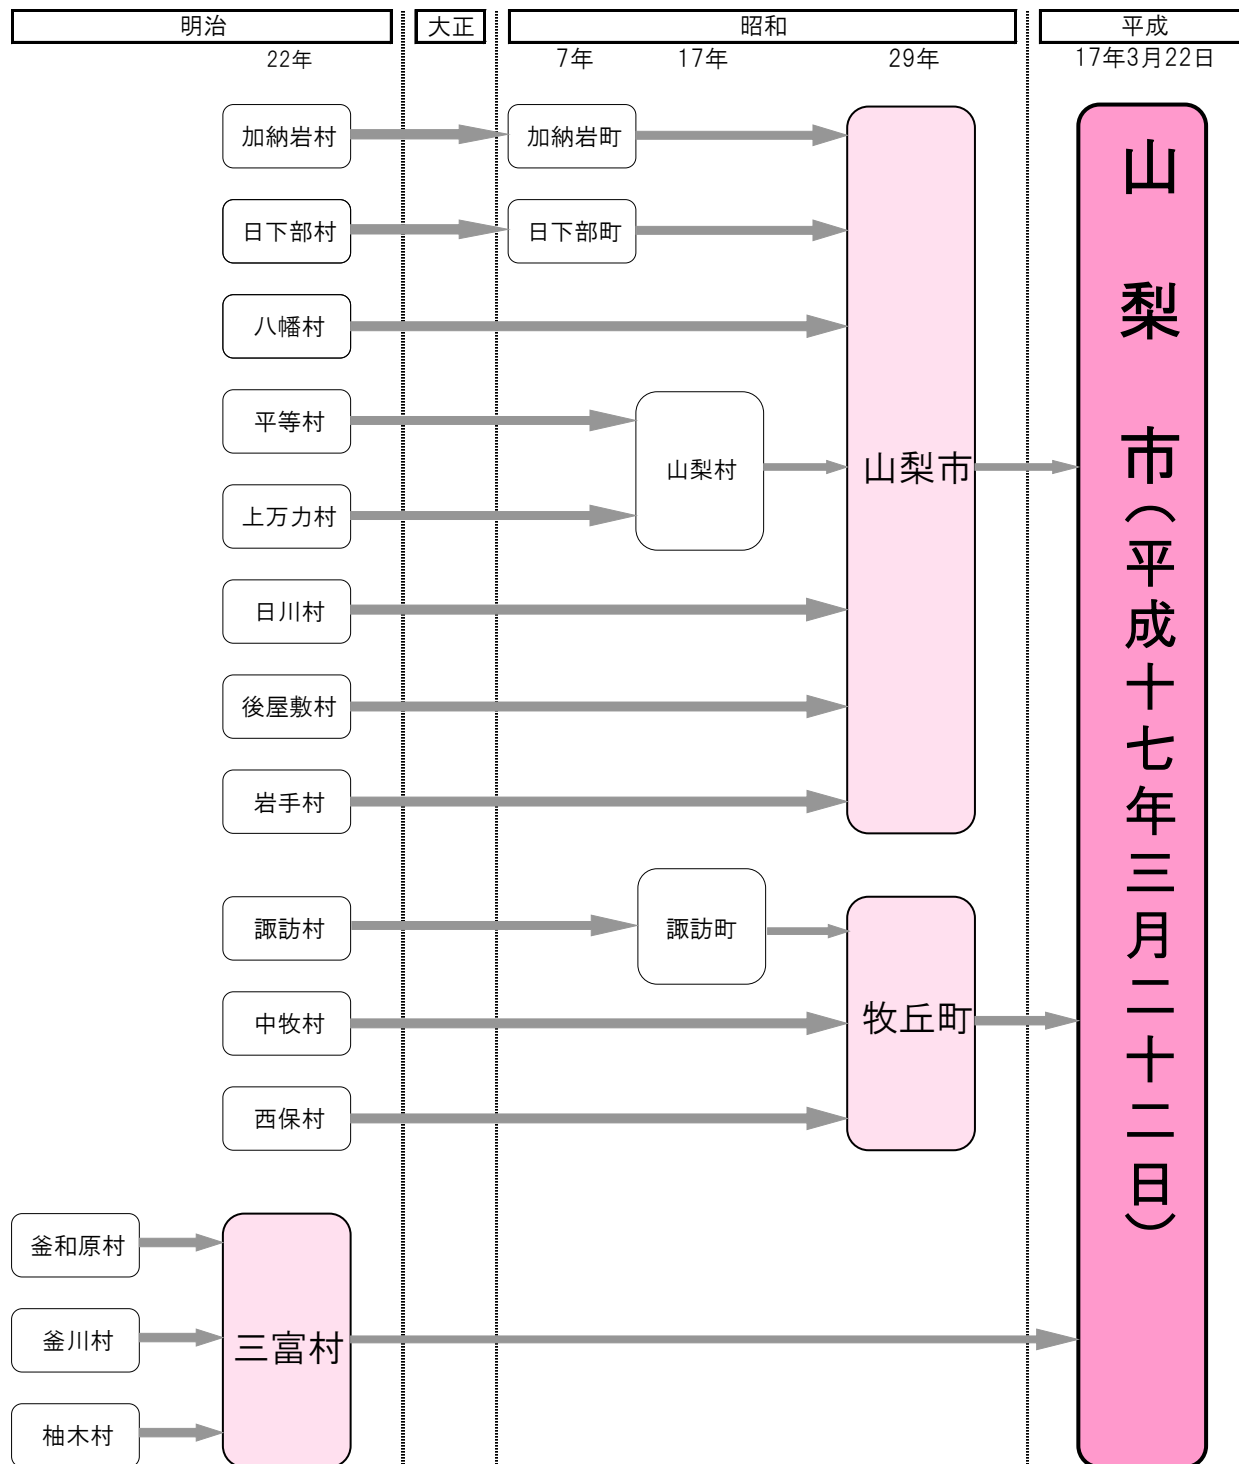 明治
大正
昭和
平成
22年
7年
17年
29年
17年3月22日
加納岩村
加納岩町
日下部村
日下部町
八幡村
平等村
上万力村
山梨村
山梨市
日川村
後屋敷村
岩手村
諏訪村
諏訪町
中牧村
牧丘町
西保村
釜和原村
釜川村
三富村
柚木村
山梨市(平成十七年三月二十二日)